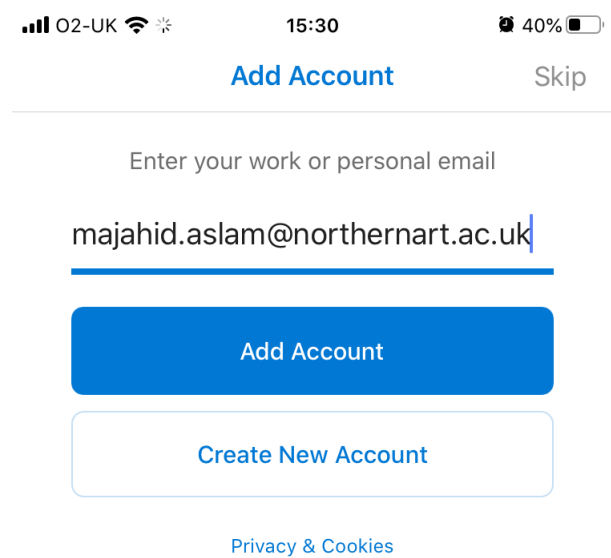 O2-UK 15:30 40%
Add Account Skip
Enter your work or personal email
majahid.aslam@northernart.ac.uk
Add Account
Create New Account
Privacy & Cookies